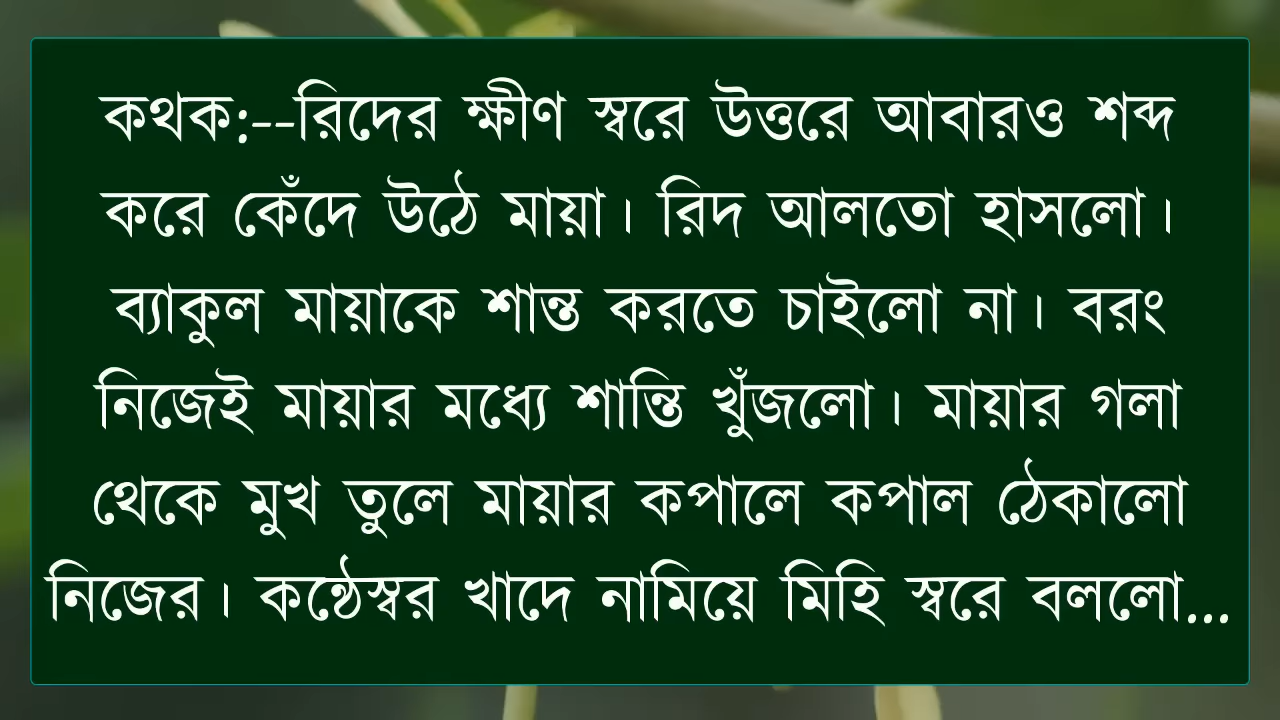 কথক:--রিদের ক্ষীণ স্বরে উত্তরে আবারও শব্দ
করে কেঁদে উঠে মায়া। রিদ আলতো হাসলো।
ব্যাকুল মায়াকে শান্ত করতে চাইলো না। বরং
নিজেই মায়ার মধ্যে শান্তি খুঁজলো। মায়ার গলা
থেকে মুখ তুলে মায়ার কপালে কপাল ঠেকালো
নিজের। কন্ঠেস্বর খাদে নামিয়ে মিহি স্বরে বললো...